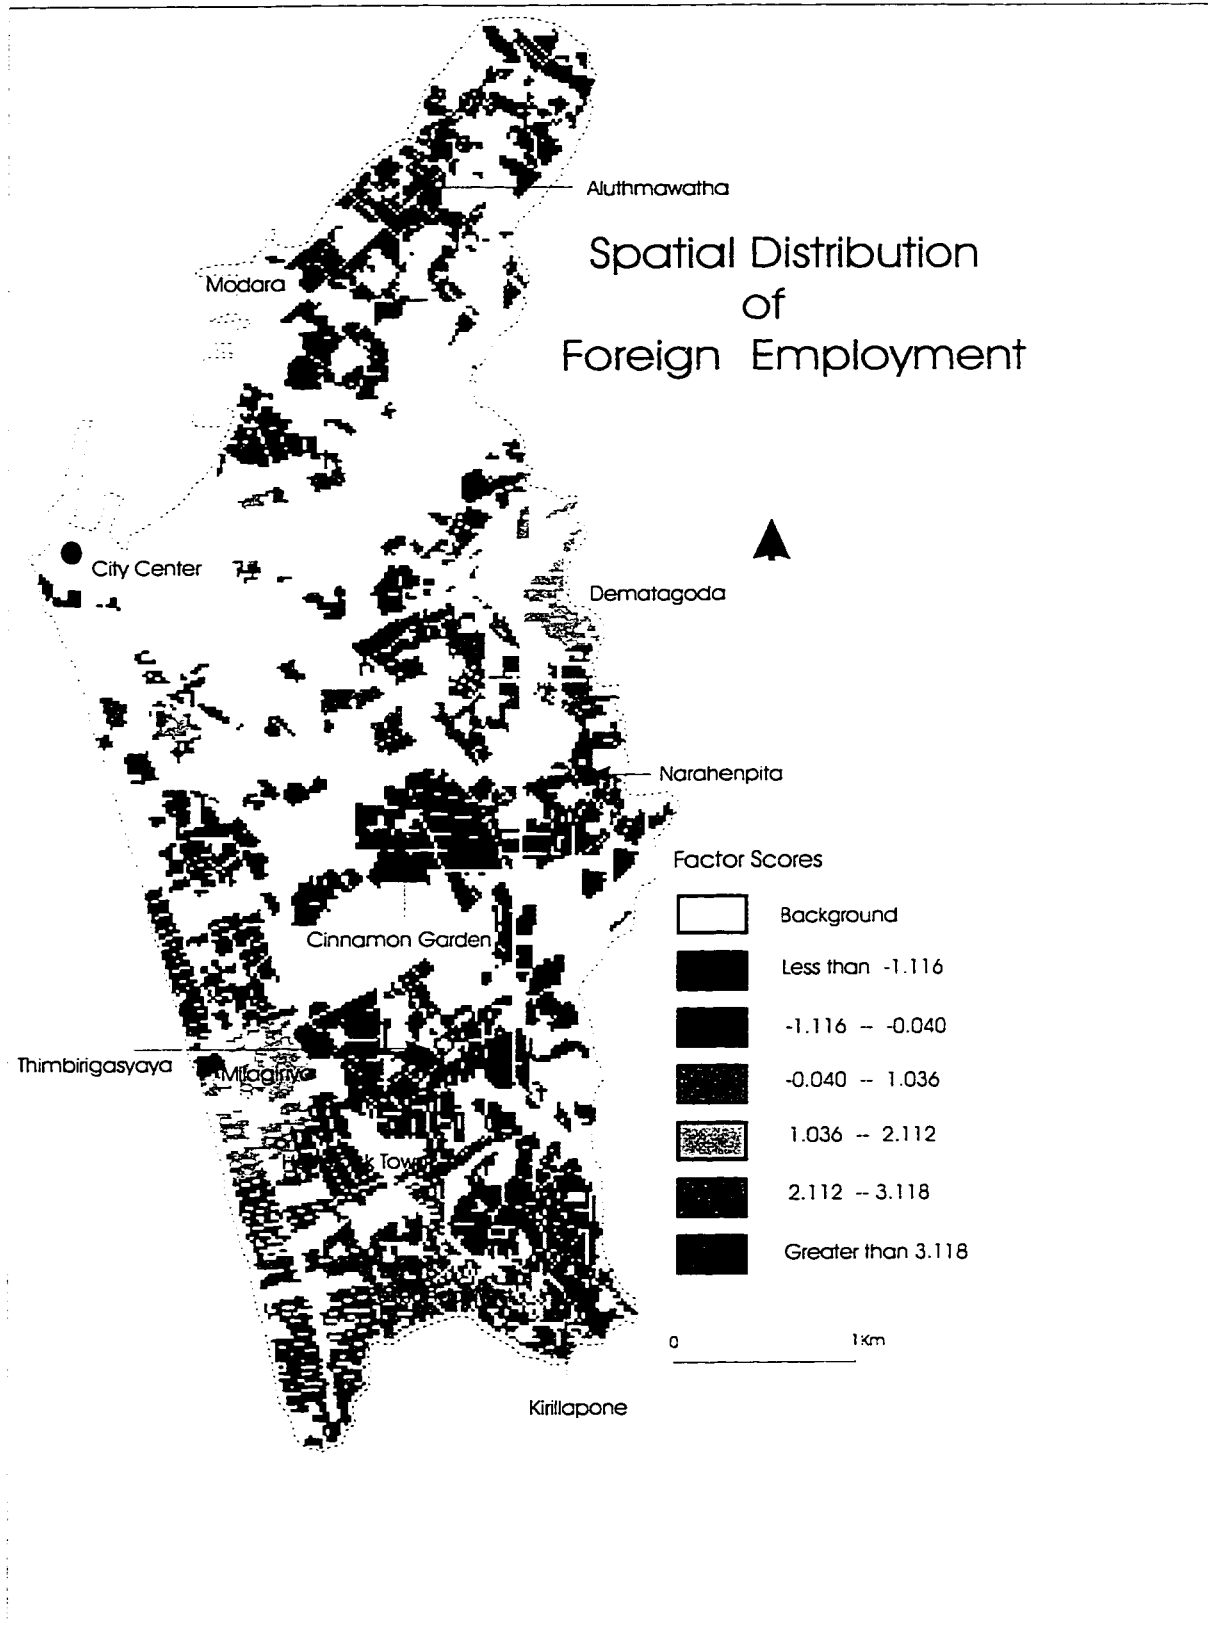 Aluthmawatha
Spatial Distribution
of
Foreign Employment
Modara
City Center
Dematagoda
Narahenpita
Factor Scores
Background
Cinnamon Garden
Less than -1.116
-1.116 -- -0.040
Thimbirigasyaya
-0.040 -- 1.036
1.036 -- 2.112
Town
2.112 -- 3.118
Greater than 3.118
0 1Km
Kirillapone